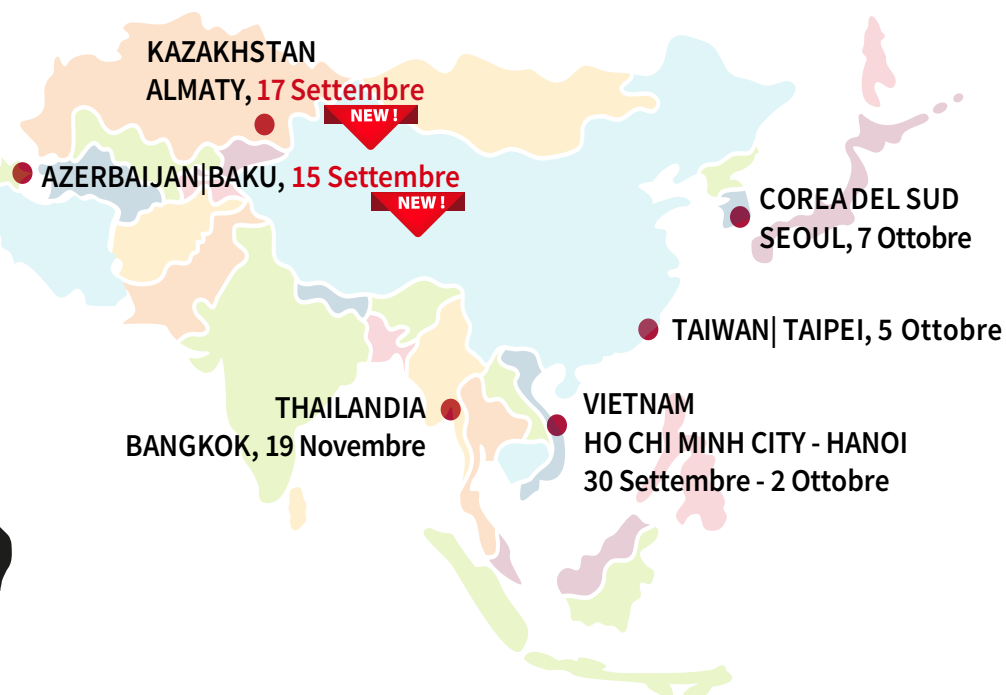 KAZAKHSTAN
ALMATY, 17 Settembre
NEW !
AZERBAIJAN|BAKU, 15 Settembre
NEW !
COREA DEL SUD
SEOUL, 7 Ottobre
TAIWAN| TAIPEI, 5 Ottobre
THAILANDIA
BANGKOK, 19 Novembre
VIETNAM
HO CHI MINH CITY - HANOI
30 Settembre - 2 Ottobre